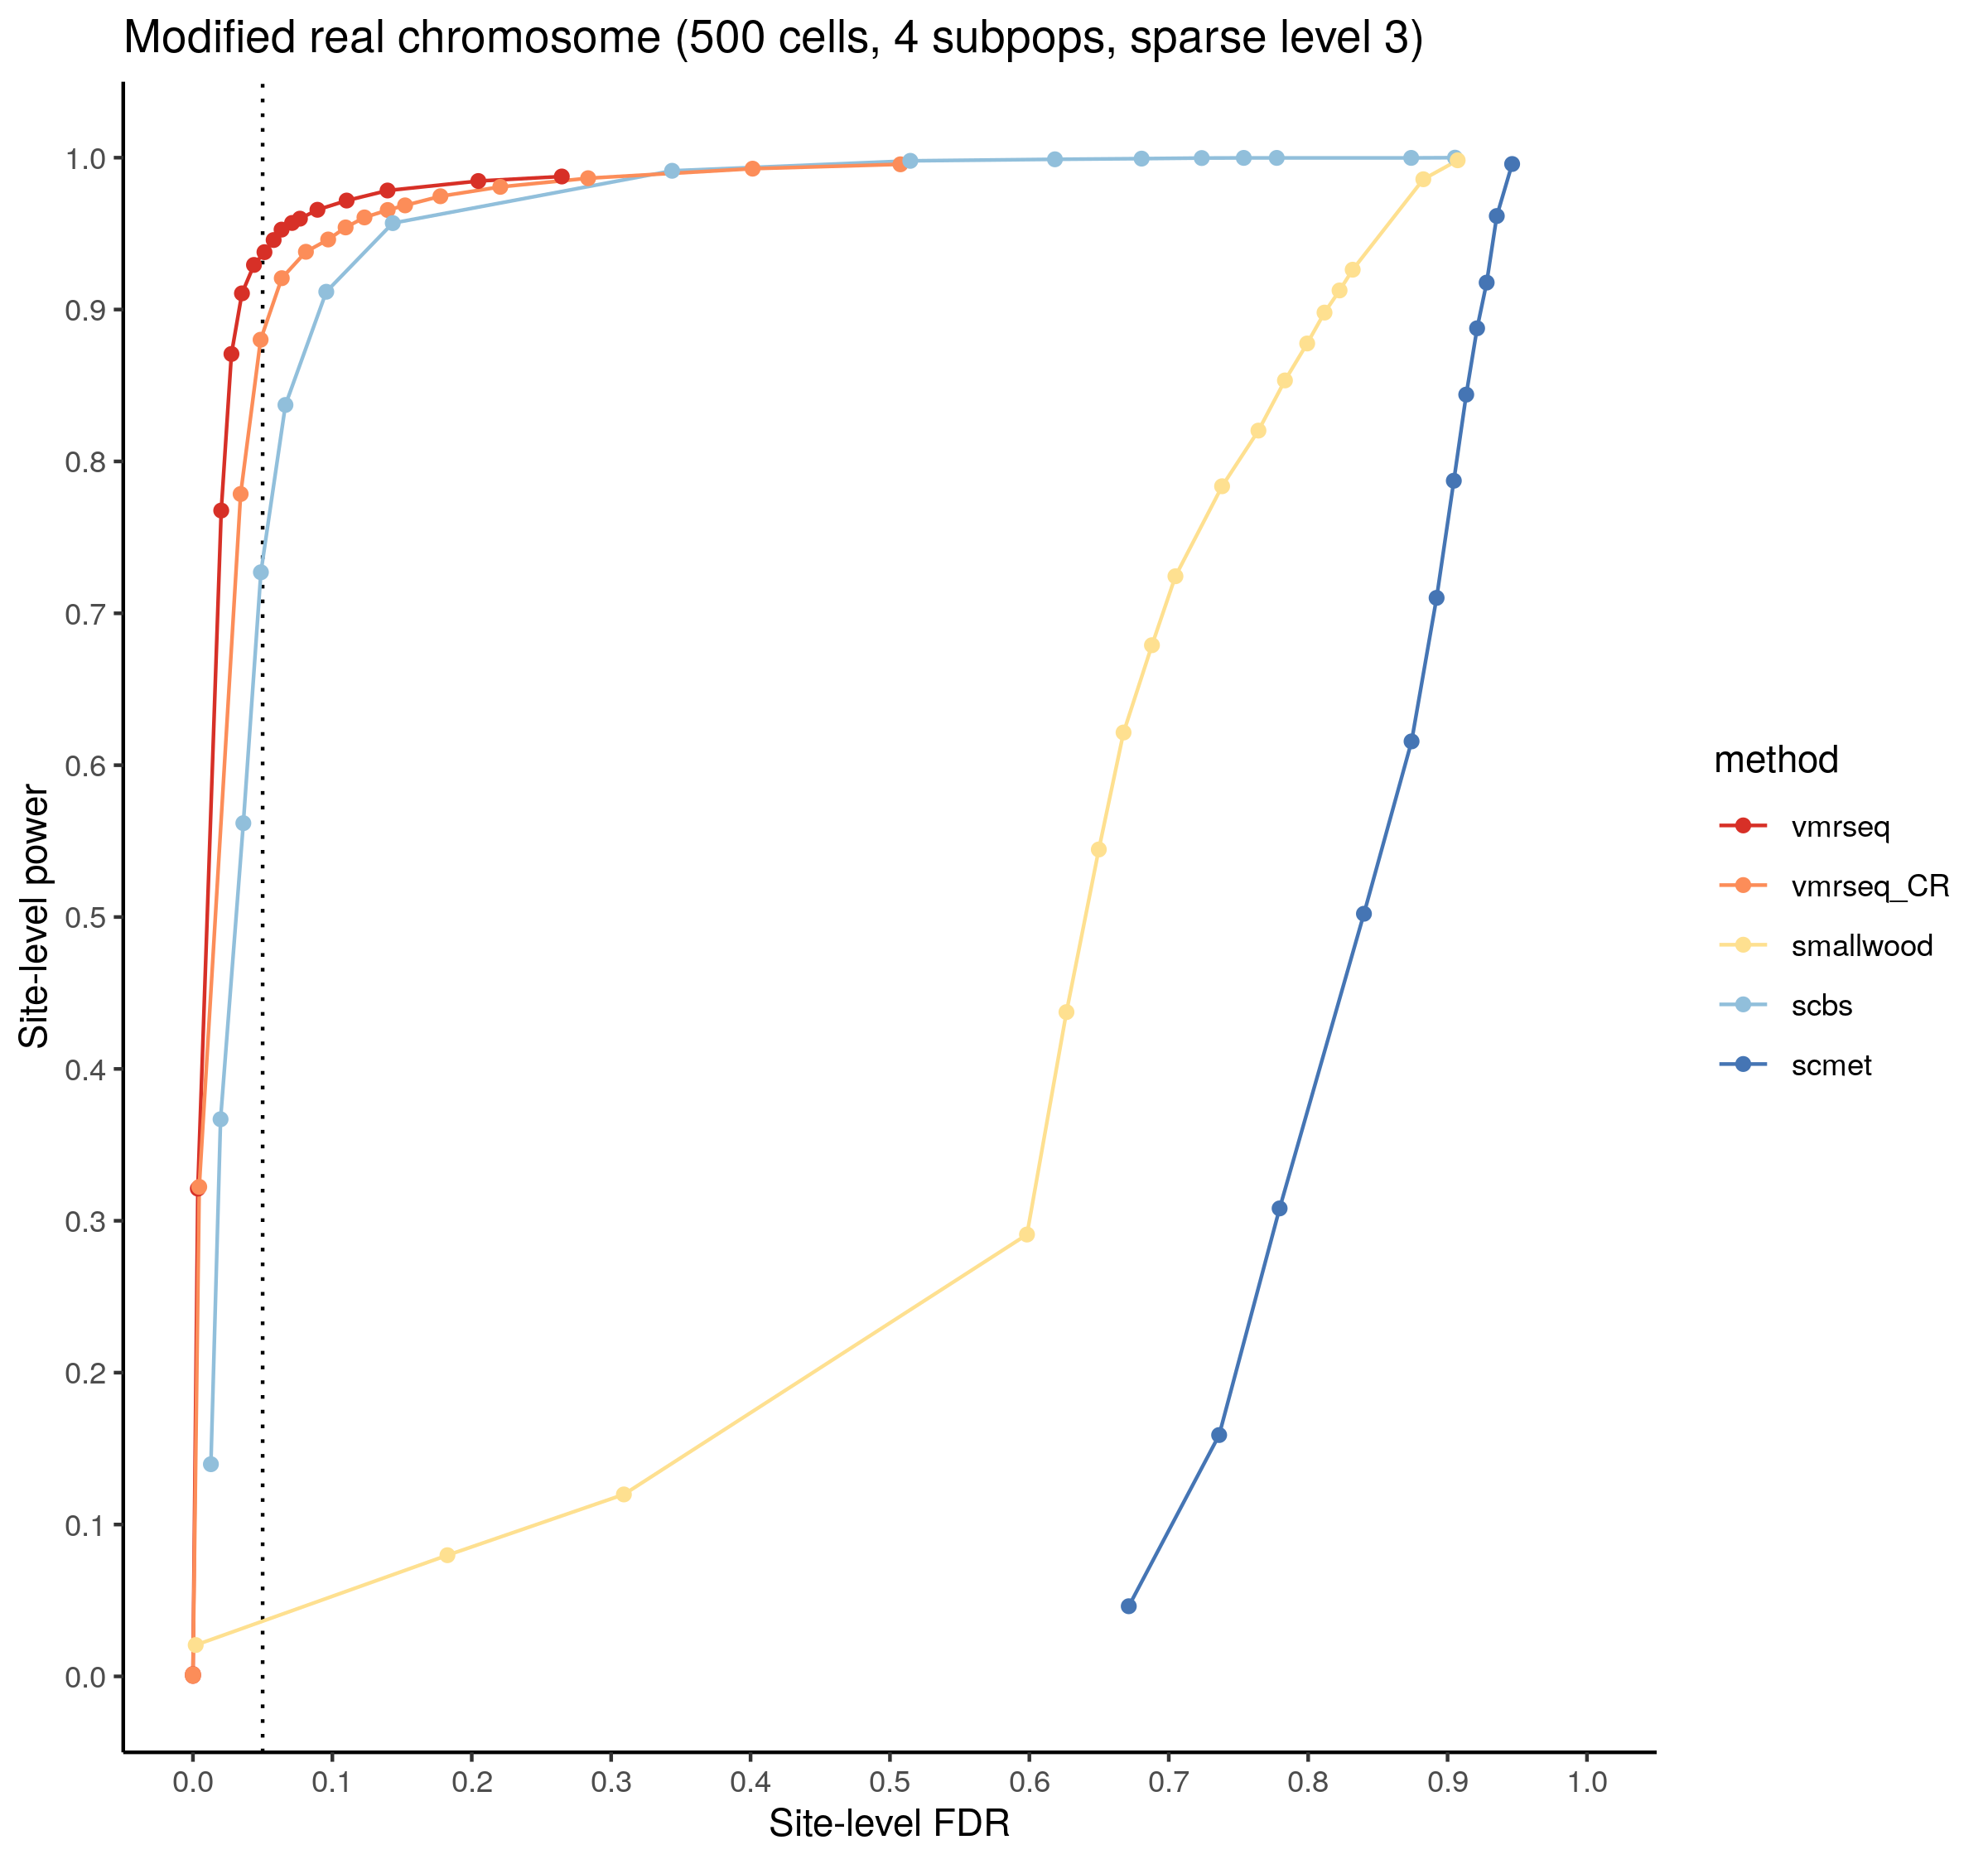 Modified real chromosome (500 cells, 4 subpops, sparse level 3)
Site-level power
1.0
0.9
0.8
0.7
0.6
0.5
0.4
0.3
0.2
0.1
0.0
0.0 0.1 0.2 0.3 0.4 0.5 0.6 0.7 0.8 0.9 1.0
Site-level FDR
method
vmrseq
vmrseq_CR
smallwood
scbs
scmet